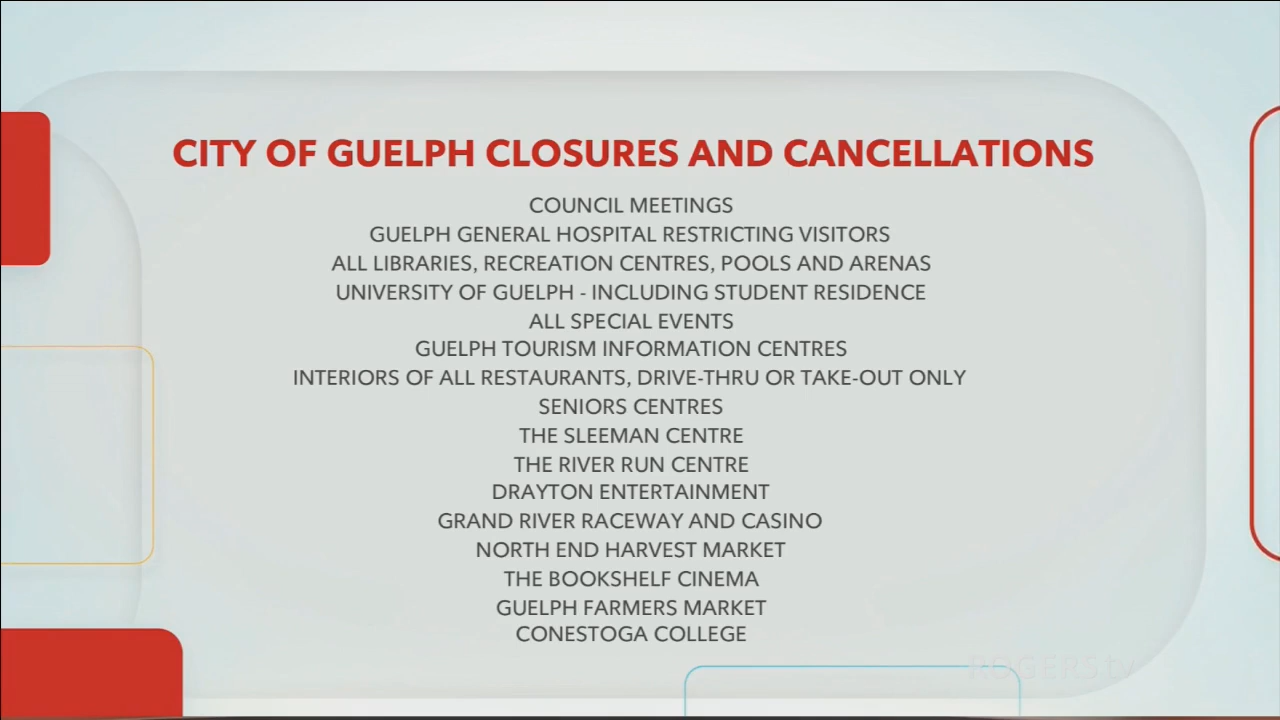 CITY OF GUELPH CLOSURES AND CANCELLATIONS
COUNCIL MEETINGS
GUELPH GENERAL HOSPITAL RESTRICTING VISITORS
ALL LIBRARIES, RECREATION CENTRES, POOLS AND ARENAS
UNIVERSITY OF GUELPH - INCLUDING STUDENT RESIDENCE
ALL SPECIAL EVENTS
GUELPH TOURISM INFORMATION CENTRES
INTERIORS OF ALL RESTAURANTS, DRIVE-THRU OR TAKE-OUT ONLY
SENIORS CENTRES
THE SLEEMAN CENTRE
THE RIVER RUN CENTRE
DRAYTON ENTERTAINMENT
GRAND RIVER RACEWAY AND CASINO
NORTH END HARVEST MARKET
THE BOOKSHELF CINEMA
GUELPH FARMERS MARKET
CONESTOGA COLLEGE
ROGERS tv